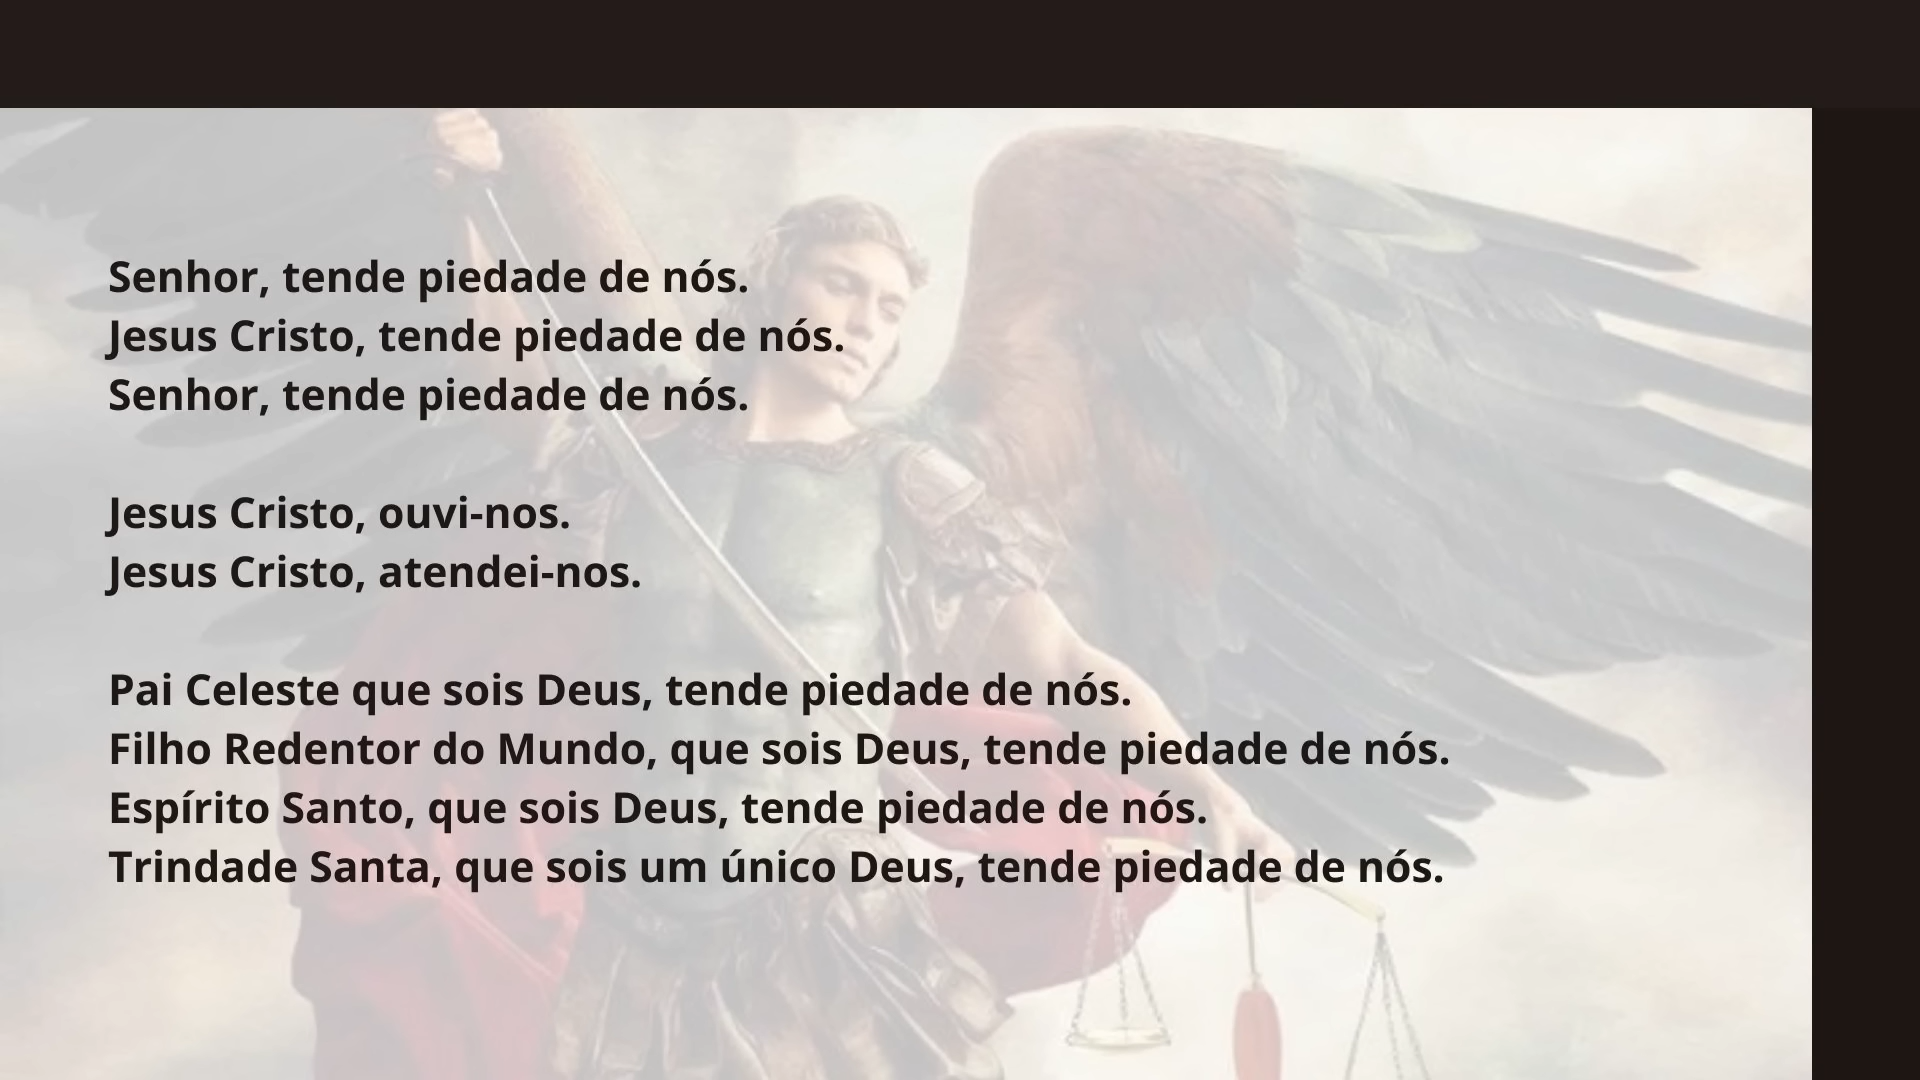 Senhor, tende piedade de nós.
Jesus Cristo, tende piedade de nós.
Senhor, tende piedade de nós.
Jesus Cristo, ouvi-nos.
Jesus Cristo, atendei-nos.
Pai Celeste que sois Deus, tende piedade de nós.
Filho Redentor do Mundo, que sois Deus, tende piedade de nós.
Espírito Santo, que sois Deus, tende piedade de nós.
Trindade Santa, que sois um único Deus, tende piedade de nós.